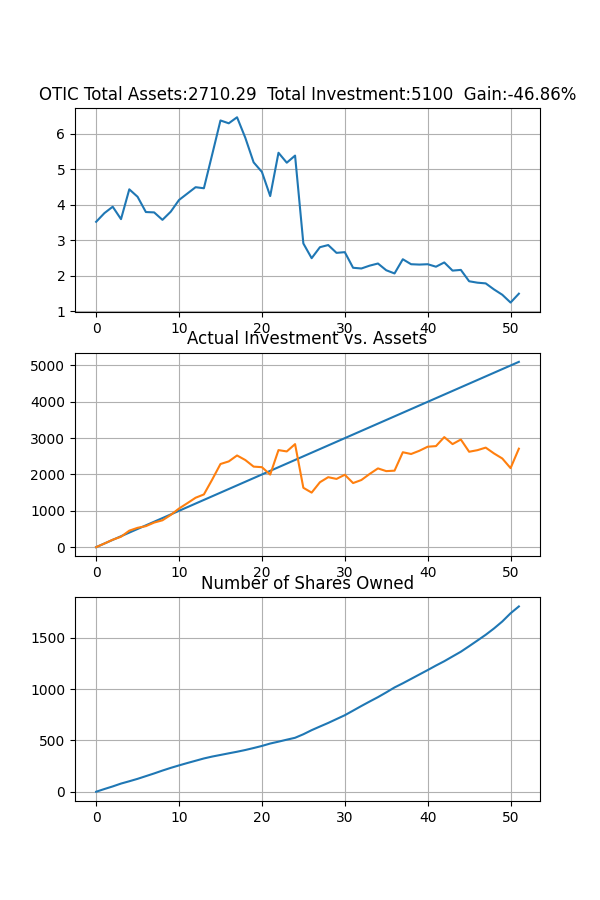 OTIC Total Assets:2710.29  Total Investment:5100  Gain:-46.86%
6
5
4
3
2
1
0 10 20 30 40 50
Actual Investment vs. Assets
5000
4000
3000
2000
1000
0
0 10 20 30 40 50
Number of Shares Owned
1500
1000
500
0
0 10 20 30 40 50